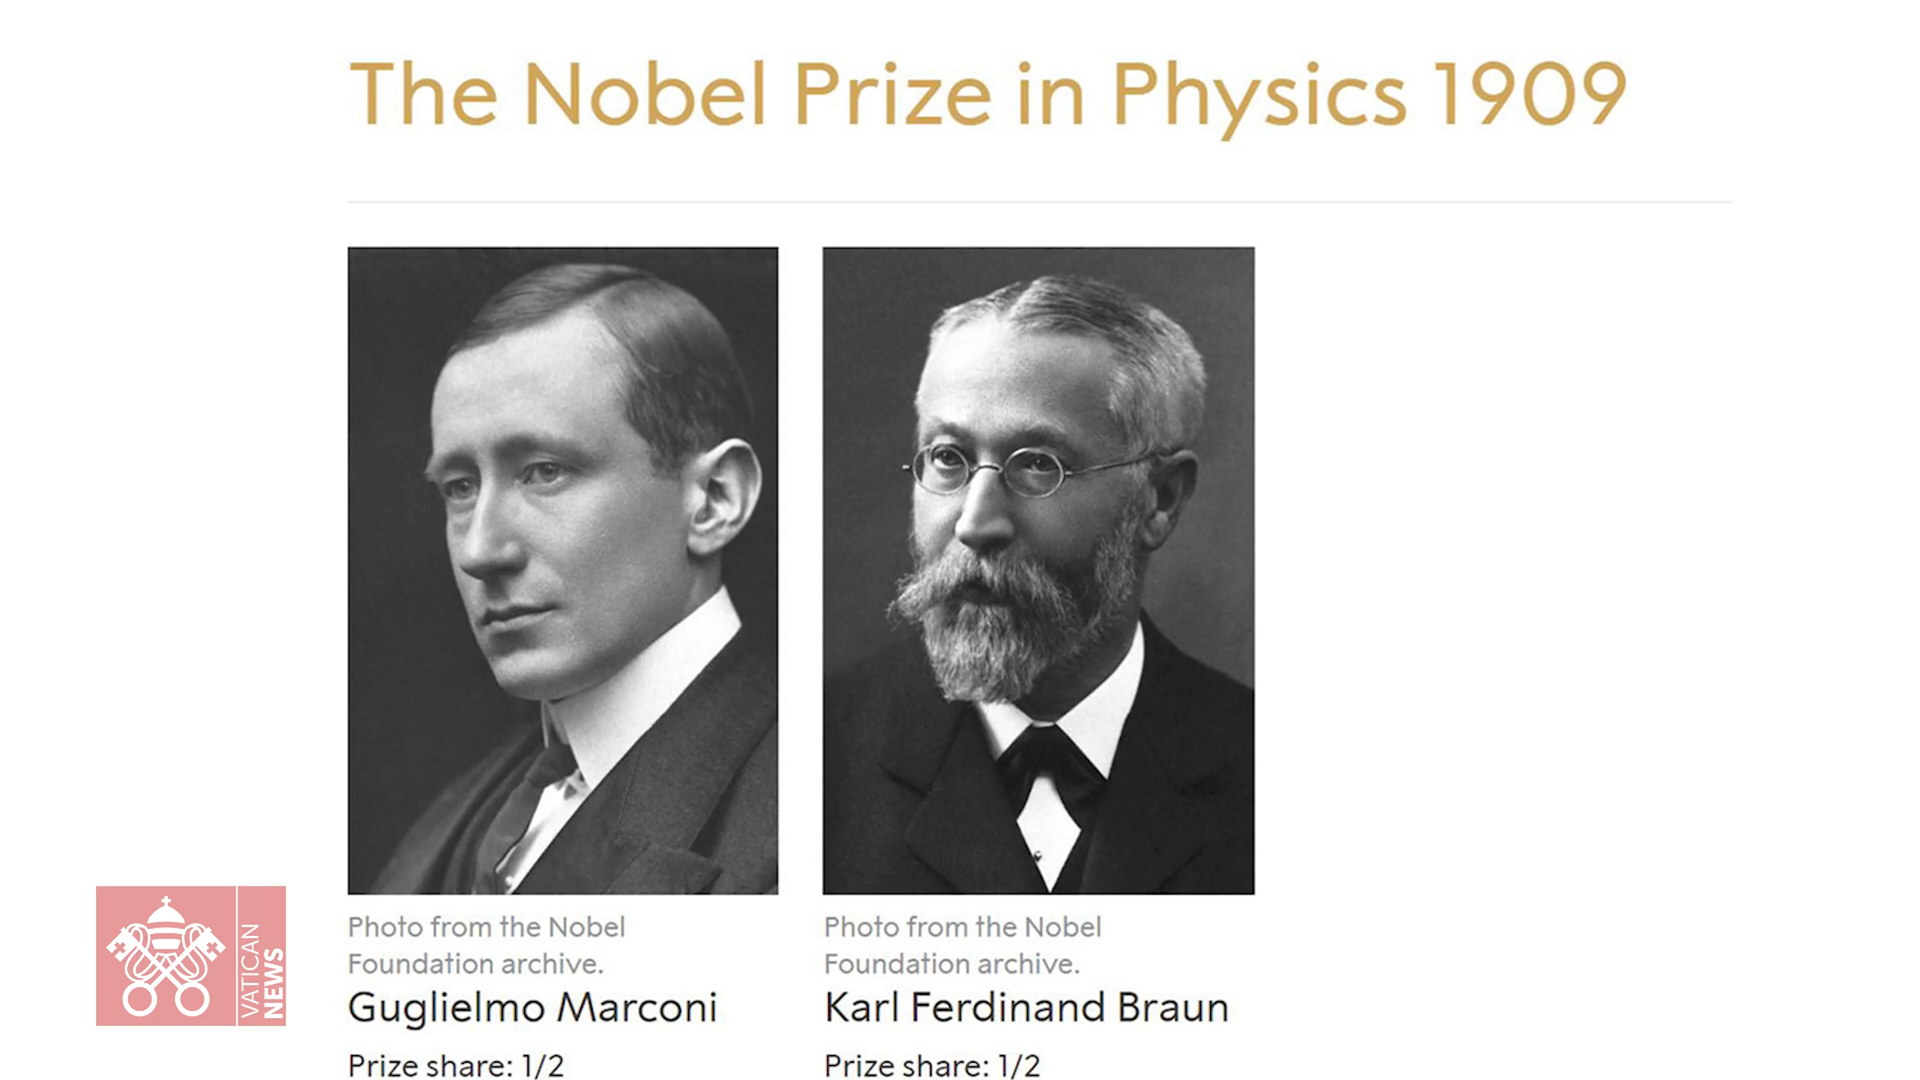 The Nobel Prize in Physics 1909
Photo from the Nobel
Foundation archive.
Guglielmo Marconi
Prize share: 1/2
Photo from the Nobel
Foundation archive.
Karl Ferdinand Braun
Prize share: 1/2
VATICAN
NEWS